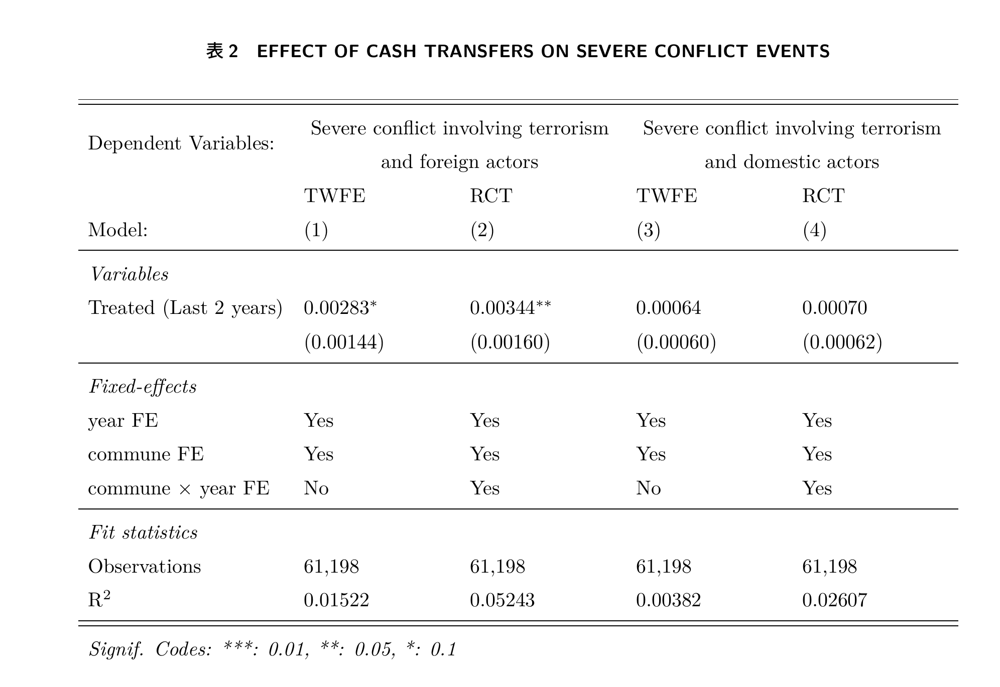 表 2 EFFECT OF CASH TRANSFERS ON SEVERE CONFLICT EVENTS
Dependent Variables:
Severe conflict involving terrorism
and foreign actors
Severe conflict involving terrorism
and domestic actors
TWFE RCT TWFE RCT
Model: (1) (2) (3) (4)
Variables
Treated (Last 2 years) 0.00283* 0.00344** 0.00064 0.00070
(0.00144) (0.00160) (0.00060) (0.00062)
Fixed-effects
year FE Yes Yes Yes Yes
commune FE Yes Yes Yes Yes
commune × year FE No Yes No Yes
Fit statistics
Observations 61,198 61,198 61,198 61,198
R² 0.01522 0.05243 0.00382 0.02607
Signif. Codes: ***: 0.01, **: 0.05, *: 0.1